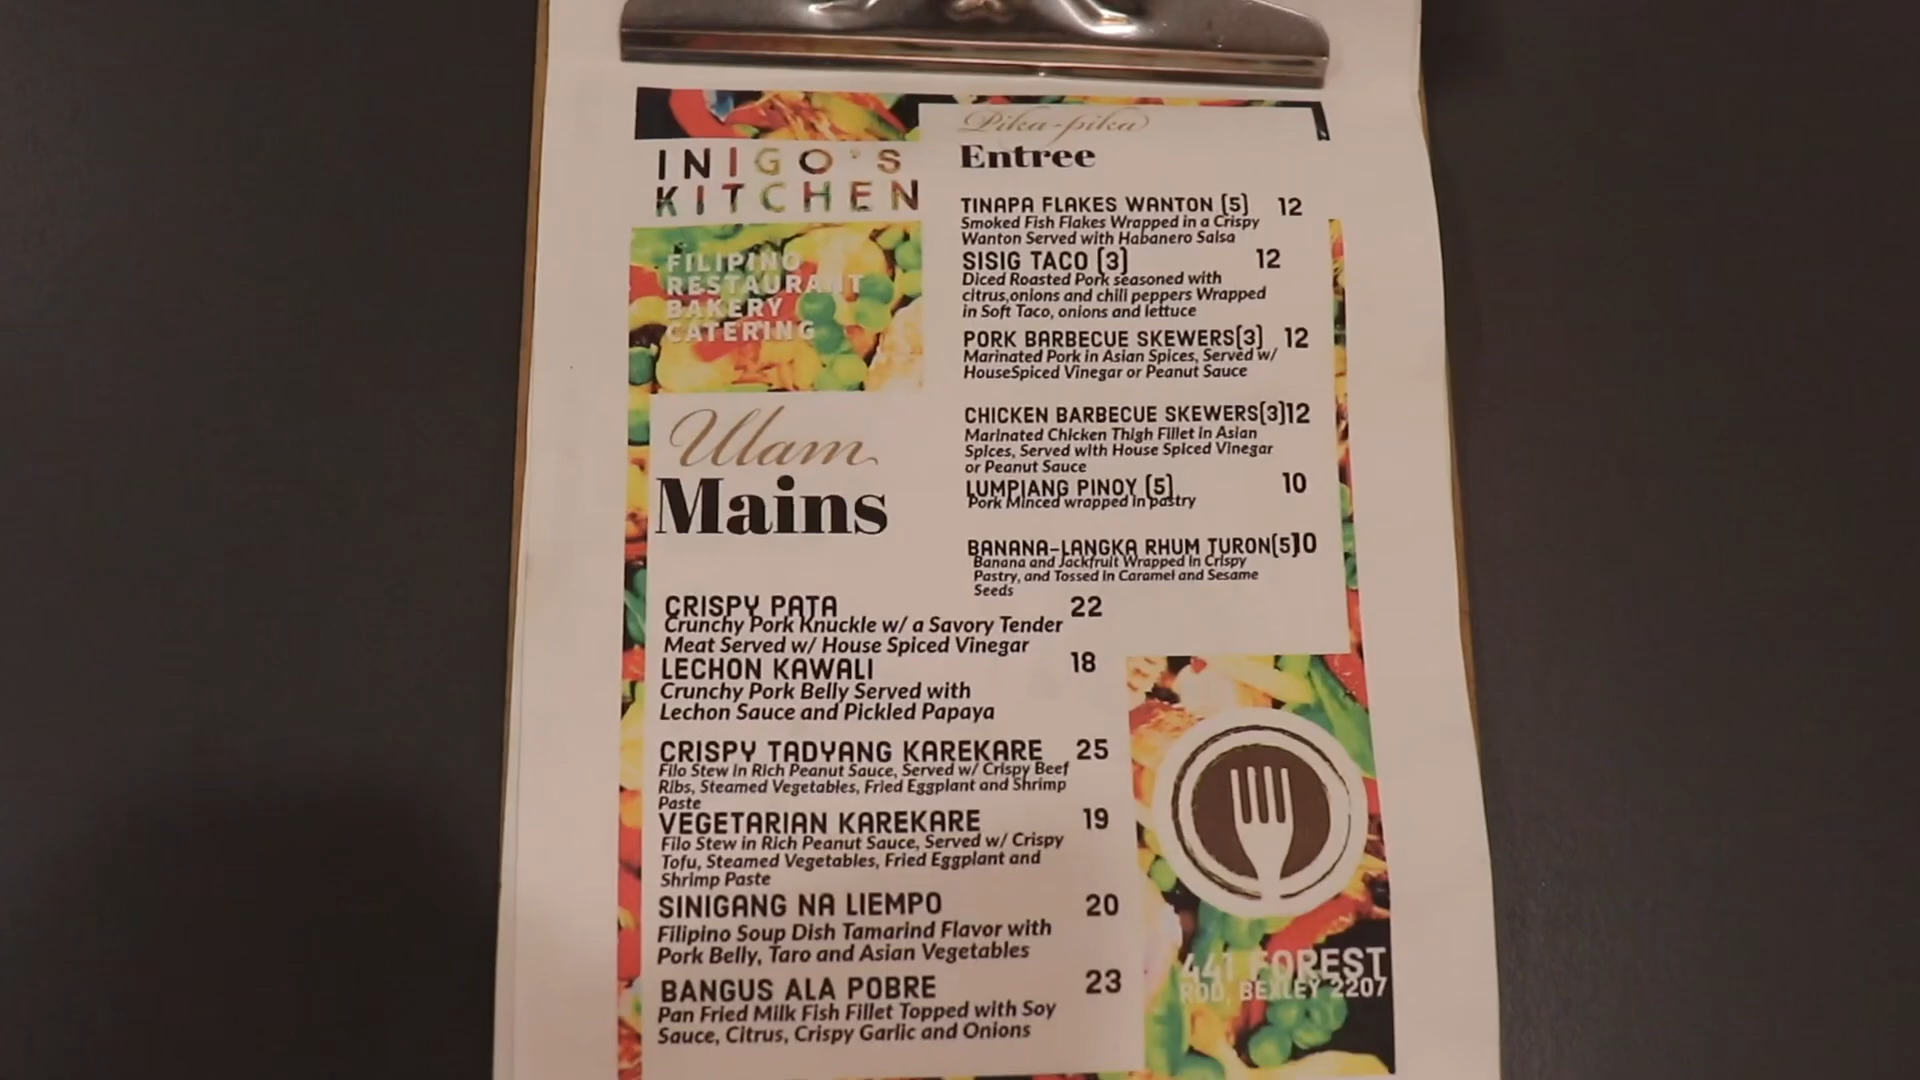 INIGO'S
KITCHEN
FILIPINO
RESTAURANT
BAKERY
CATERING
Pika-pika
Entree
TINAPA FLAKES WANTON (5) 12
Smoked Fish Flakes Wrapped in a Crispy
Wanton Served with Habanero Salsa
SISIG TACO (3) 12
Diced Roasted Pork seasoned with
citrus,onions and chili peppers Wrapped
in Soft Taco, onions and lettuce
PORK BARBECUE SKEWERS(3) 12
Marinated Pork in Asian Spices, Served w/
HouseSpiced Vinegar or Peanut Sauce
CHICKEN BARBECUE SKEWERS(3)12
Marinated Chicken Thigh Fillet in Asian
Spices, Served with House Spiced Vinegar
or Peanut Sauce
LUMPIANG PINOY (5) 10
Pork Minced wrapped in pastry
BANANA-LANGKA RHUM TURON(5)10
Banana and Jackfruit Wrapped in Crispy
Pastry, and Tossed in Caramel and Sesame
Seeds
Ulam
Mains
CRISPY PATA 22
Crunchy Pork Knuckle w/ a Savory Tender
Meat Served w/ House Spiced Vinegar
LECHON KAWALI 18
Crunchy Pork Belly Served with
Lechon Sauce and Pickled Papaya
CRISPY TADYANG KAREKARE 25
Filo Stew in Rich Peanut Sauce, Served w/ Crispy Beef
Ribs, Steamed Vegetables, Fried Eggplant and Shrimp
Paste
VEGETARIAN KAREKARE 19
Filo Stew in Rich Peanut Sauce, Served w/ Crispy
Tofu, Steamed Vegetables, Fried Eggplant and
Shrimp Paste
SINIGANG NA LIEMPO 20
Filipino Soup Dish Tamarind Flavor with
Pork Belly, Taro and Asian Vegetables
BANGUS ALA POBRE 23
Pan Fried Milk Fish Fillet Topped with Soy
Sauce, Citrus, Crispy Garlic and Onions
441 FOREST
ROD, BEXLEY 2207